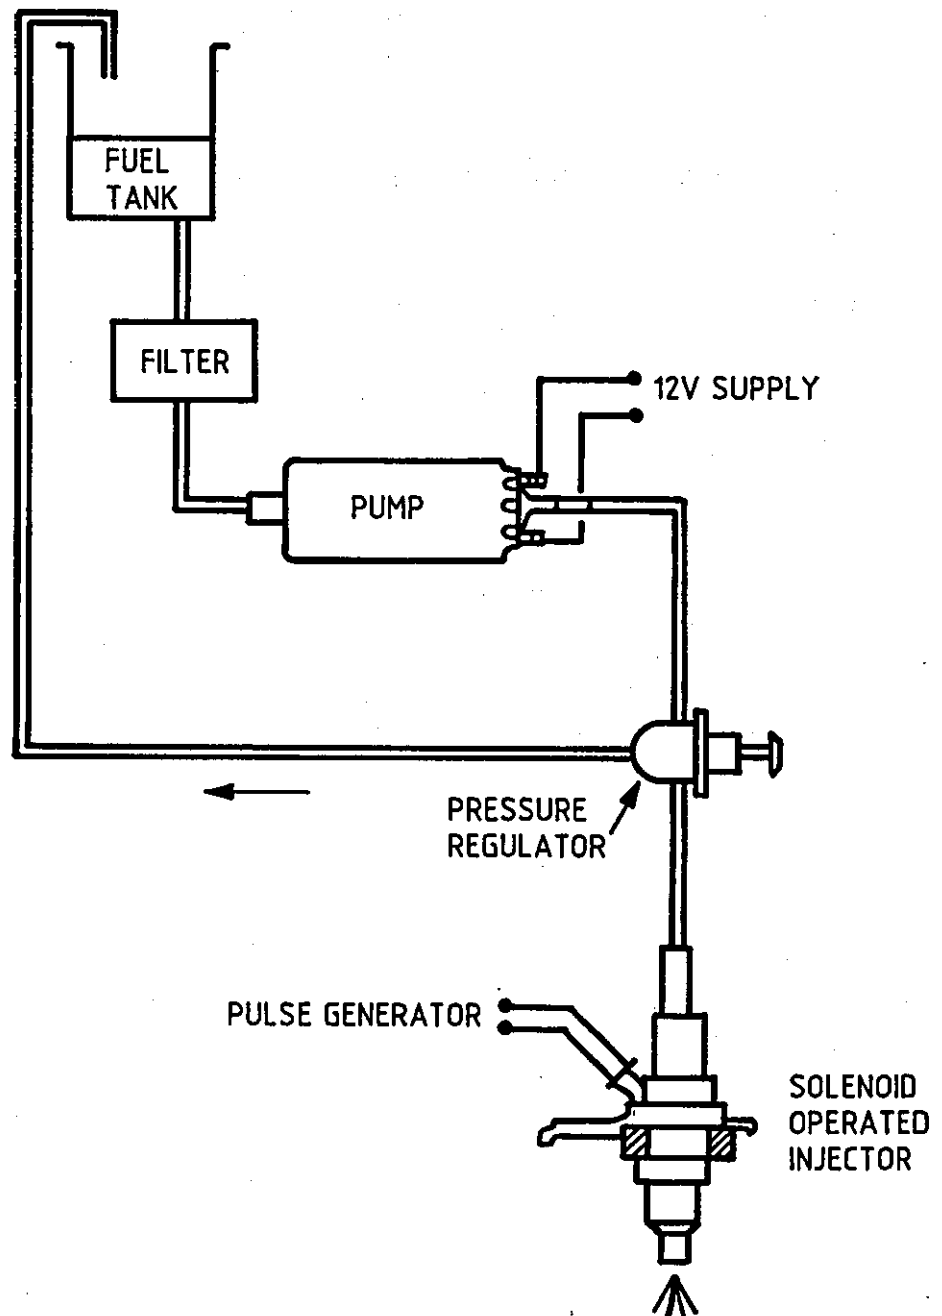 FUEL
TANK
FILTER
12V SUPPLY
PUMP
PRESSURE
REGULATOR
PULSE GENERATOR
SOLENOID
OPERATED
INJECTOR